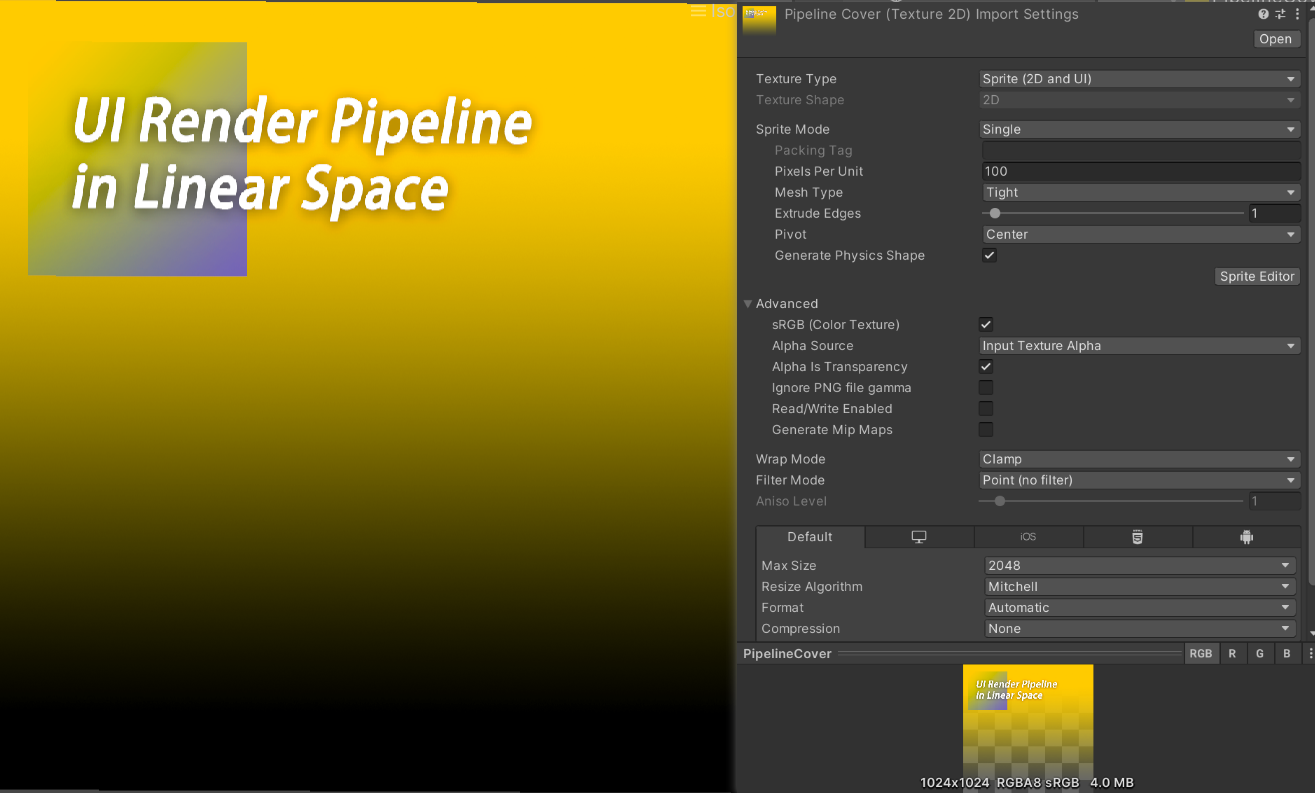 Iso
UI Render Pipeline
in Linear Space
Pipeline Cover (Texture 2D) Import Settings
Open
Texture Type Sprite (2D and UI)
Texture Shape 2D
Sprite Mode Single
Packing Tag
Pixels Per Unit 100
Mesh Type Tight
Extrude Edges 1
Pivot Center
Generate Physics Shape
Sprite Editor
Advanced
sRGB (Color Texture)
Alpha Source Input Texture Alpha
Alpha Is Transparency
Ignore PNG file gamma
Read/Write Enabled
Generate Mip Maps
Wrap Mode Clamp
Filter Mode Point (no filter)
Aniso Level 1
Default iOS
Max Size 2048
Resize Algorithm Mitchell
Format Automatic
Compression None
PipelineCover RGB R G B
UI Render Pipeline
in Linear Space
1024x1024 RGBA8 sRGB 4.0 MB